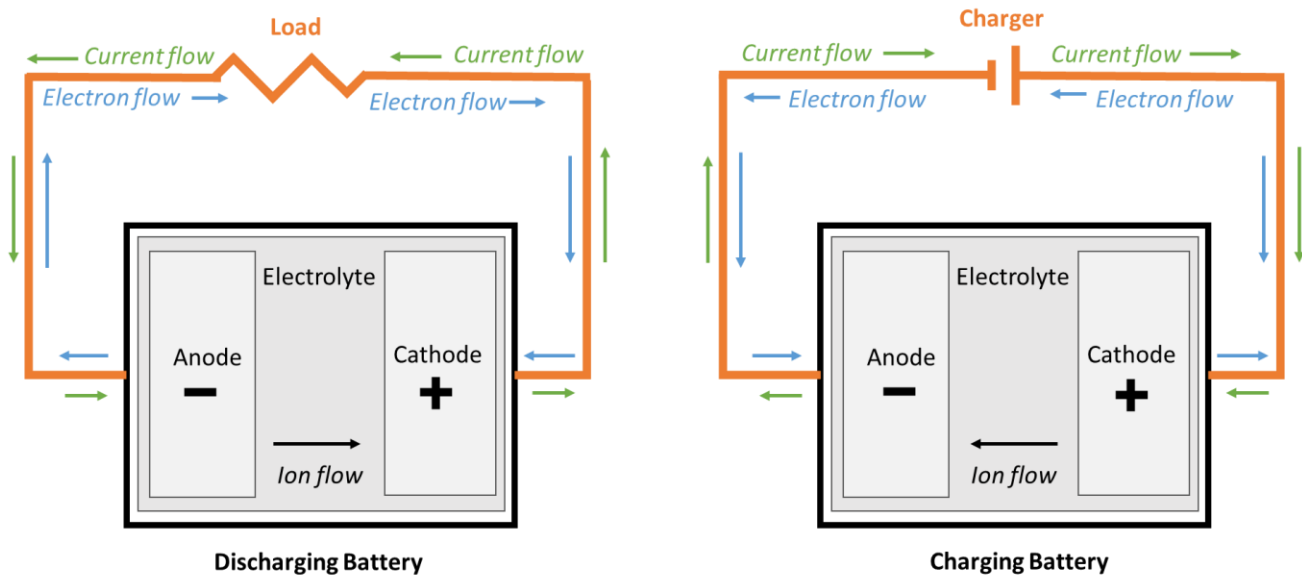 Load
Current flow
Current flow
Electron flow
Electron flow
Electrolyte
Anode
Cathode
−
+
Ion flow
Discharging Battery
Charger
Current flow
Current flow
Electron flow
Electron flow
Electrolyte
Anode
Cathode
−
+
Ion flow
Charging Battery